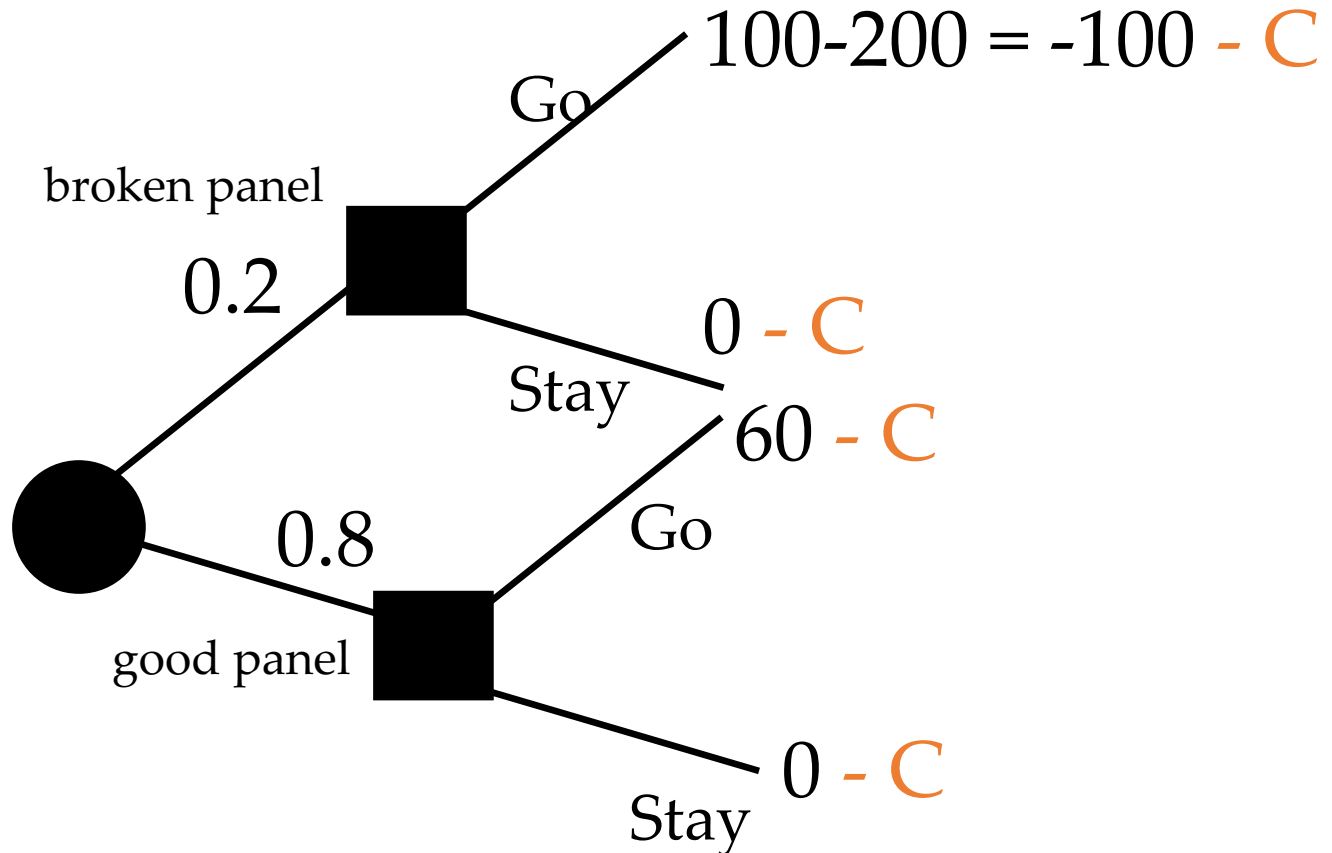 100-200 = -100 - C
Go
broken panel
0.2
0 - C
Stay
60 - C
Go
0.8
good panel
0 - C
Stay